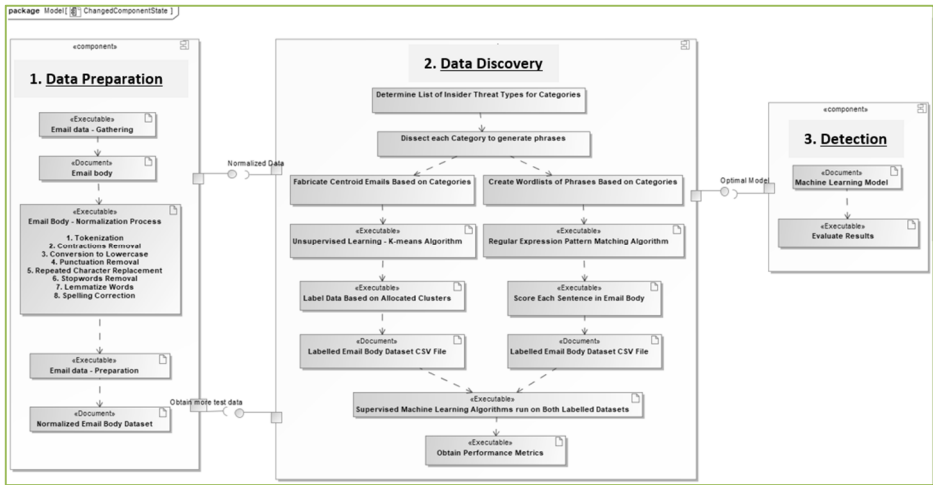 package Model[ ChangedComponentState ]
«component»
1. Data Preparation
«Executable»
Email data - Gathering
«Document»
Email body
«Executable»
Email Body - Normalization Process
1. Tokenization
2. Contractions Removal
3. Conversion to Lowercase
4. Punctuation Removal
5. Repeated Character Replacement
6. Stopwords Removal
7. Lemmatize Words
8. Spelling Correction
«Executable»
Email data - Preparation
«Document»
Normalized Email Body Dataset
Normalized Data
Obtain more test data
2. Data Discovery
Determine List of Insider Threat Types for Categories
Dissect each Category to generate phrases
Fabricate Centroid Emails Based on Categories
Create Wordlists of Phrases Based on Categories
«Executable»
Unsupervised Learning - K-means Algorithm
«Executable»
Regular Expression Pattern Matching Algorithm
«Executable»
Label Data Based on Allocated Clusters
«Executable»
Score Each Sentence in Email Body
«Document»
Labelled Email Body Dataset CSV File
«Document»
Labelled Email Body Dataset CSV File
«Executable»
Supervised Machine Learning Algorithms run on Both Labelled Datasets
«Executable»
Obtain Performance Metrics
Optimal Model
«component»
3. Detection
«Document»
Machine Learning Model
«Executable»
Evaluate Results